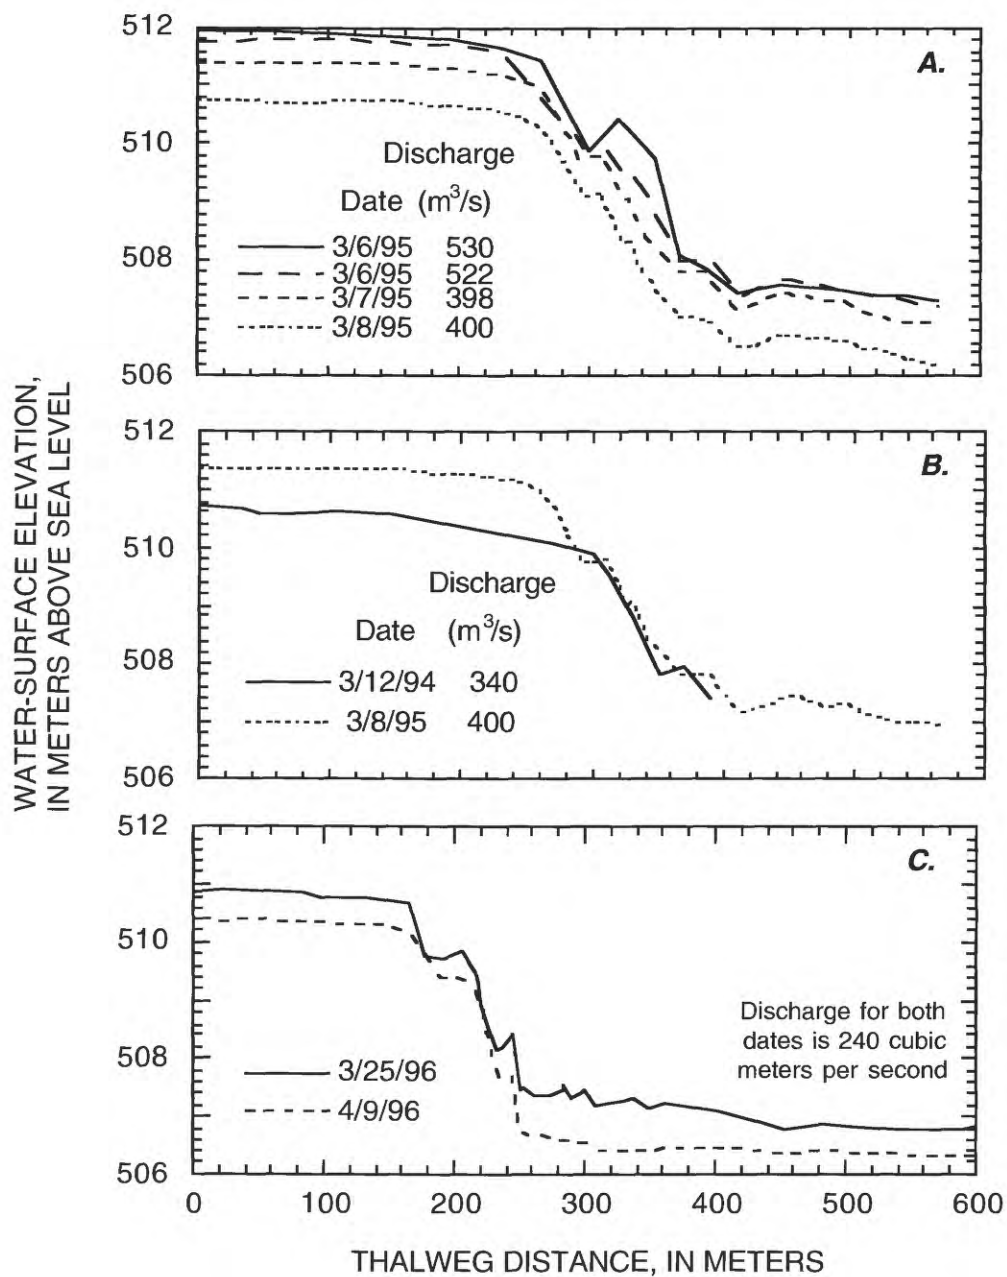 WATER-SURFACE ELEVATION,
IN METERS ABOVE SEA LEVEL
512
510
508
506
A.
Discharge
Date (m³/s)
3/6/95 530
3/6/95 522
3/7/95 398
3/8/95 400
512
510
508
506
B.
Discharge
Date (m³/s)
3/12/94 340
3/8/95 400
512
510
508
506
C.
Discharge for both
dates is 240 cubic
meters per second
3/25/96
4/9/96
0 100 200 300 400 500 600
THALWEG DISTANCE, IN METERS